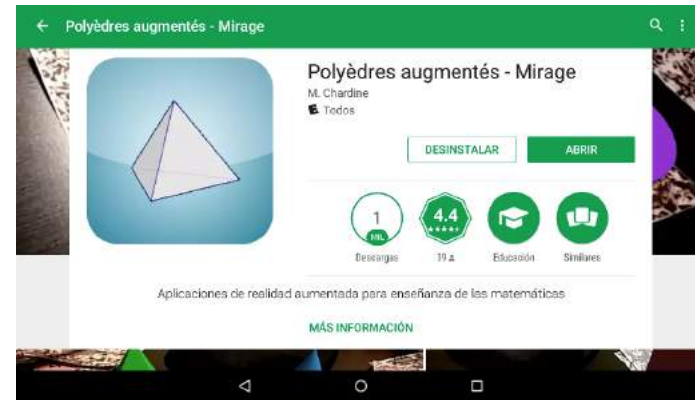 Polyèdres augmentés - Mirage
Polyèdres augmentés - Mirage
M. Chardine
E Todos
DESINSTALAR
ABRIR
1
MIL
4.4
Descargas
19
Educación
Similares
Aplicaciones de realidad aumentada para enseñanza de las matemáticas
MÁS INFORMACIÓN